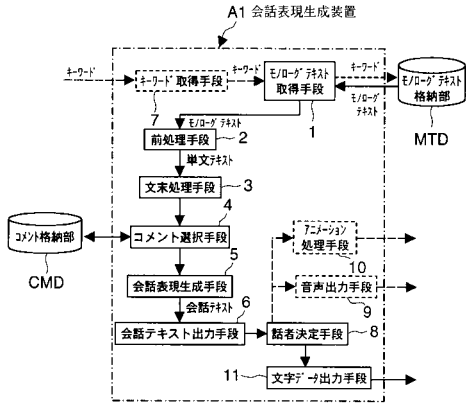 A1 会話表現生成装置
キーワード
キーワード取得手段
7
キーワード
モノローグテキスト
取得手段
1
キーワード
モノローグ
テキスト
モノローグテキスト
格納部
MTD
モノローグテキスト
前処理手段
2
単文テキスト
文末処理手段
3
コメント格納部
CMD
コメント選択手段
4
アニメーション
処理手段
10
会話表現生成手段
5
会話テキスト
音声出力手段
9
会話テキスト出力手段
6
話者決定手段
8
11
文字データ出力手段